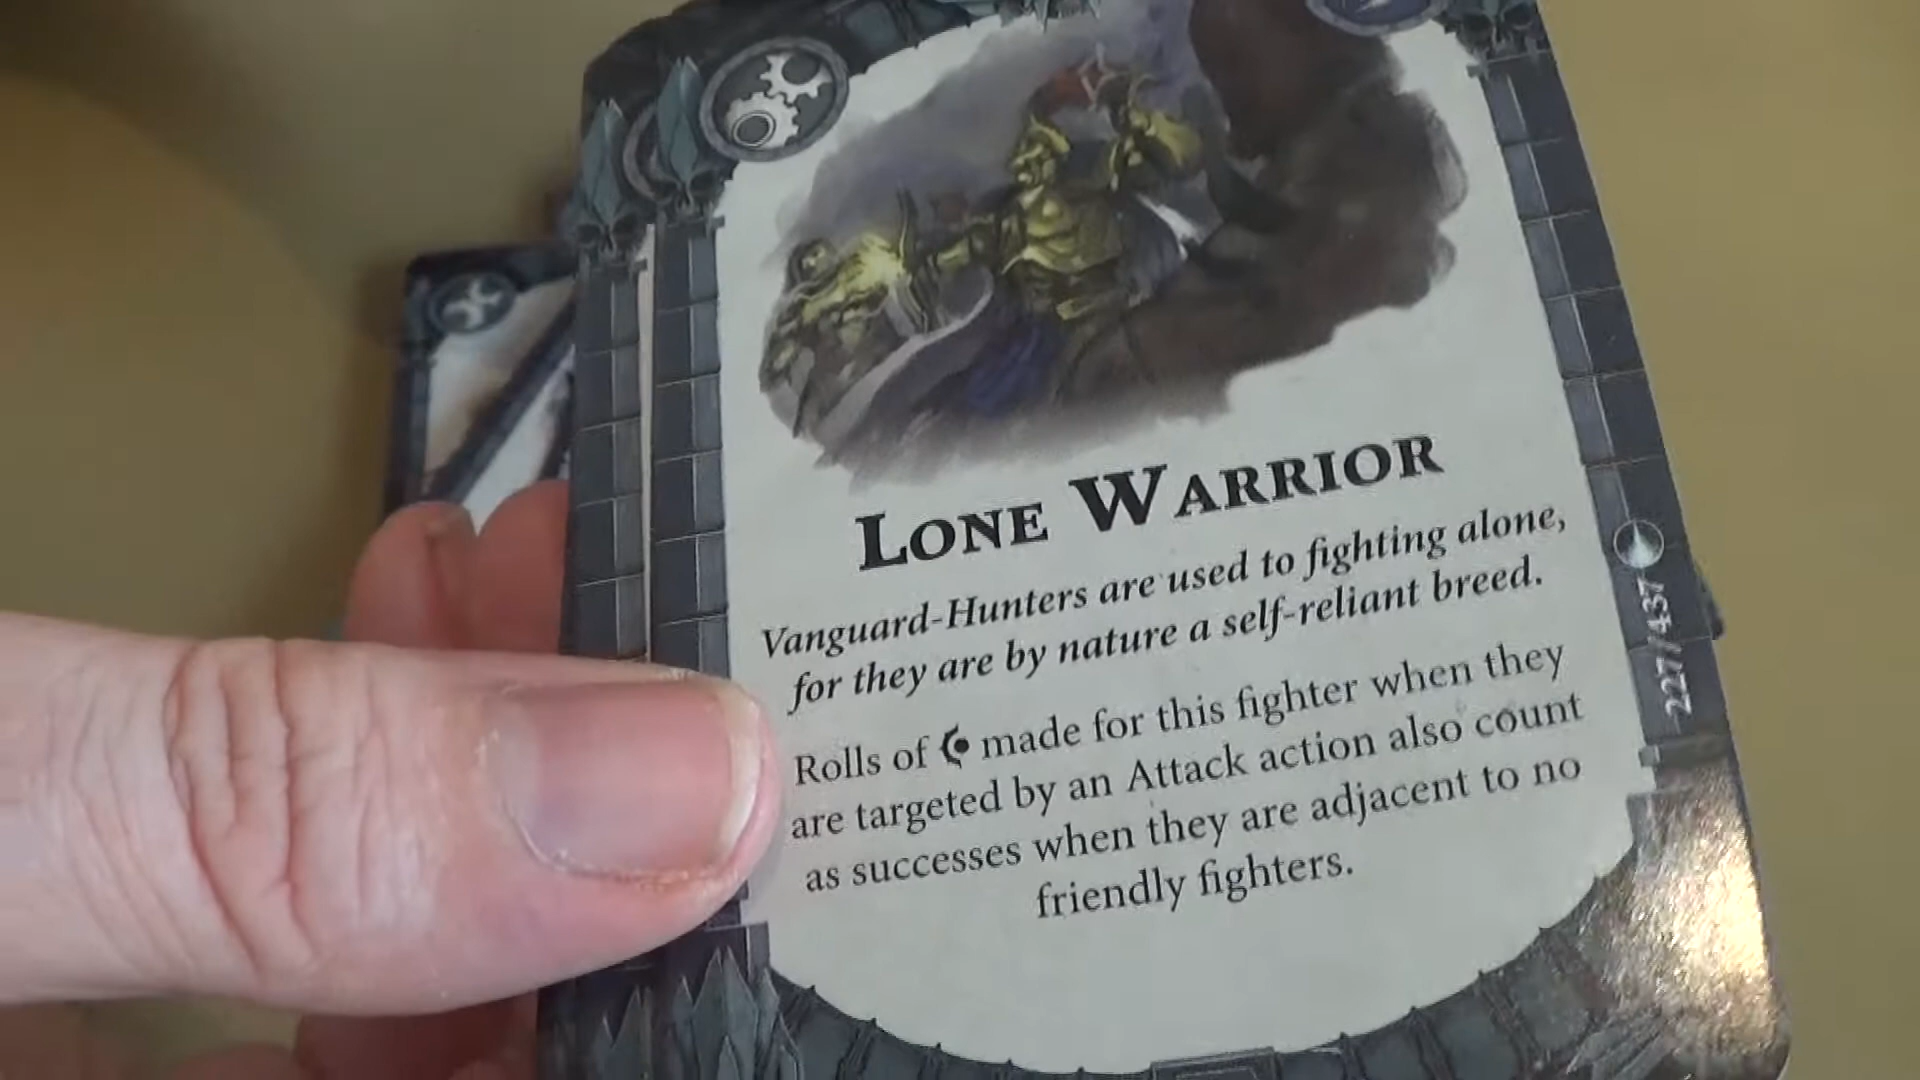 LONE WARRIOR
Vanguard-Hunters are used to fighting alone,
for they are by nature a self-reliant breed.
Rolls of made for this fighter when they
are targeted by an Attack action also count
as successes when they are adjacent to no
friendly fighters.
227/437